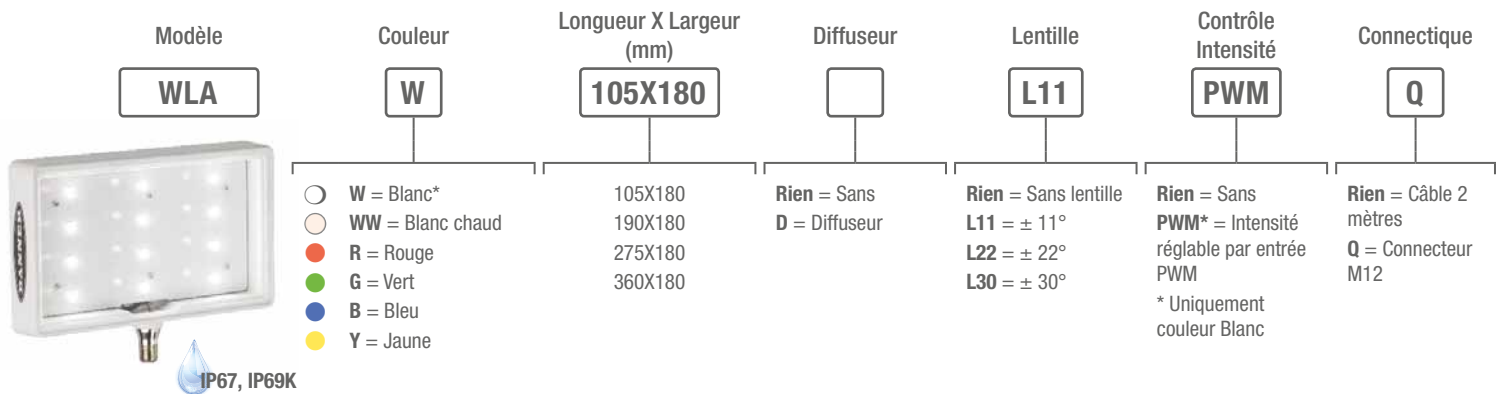 Modèle
Couleur
Longueur X Largeur
(mm)
Diffuseur
Lentille
Contrôle
Intensité
Connectique
WLA
W
105X180
L11
PWM
Q
W = Blanc*
WW = Blanc chaud
R = Rouge
G = Vert
B = Bleu
Y = Jaune
105X180
190X180
275X180
360X180
Rien = Sans
D = Diffuseur
Rien = Sans lentille
L11 = ± 11°
L22 = ± 22°
L30 = ± 30°
Rien = Sans
PWM* = Intensité
réglable par entrée
PWM
* Uniquement
couleur Blanc
Rien = Câble 2
mètres
Q = Connecteur
M12
BANNER
IP67, IP69K